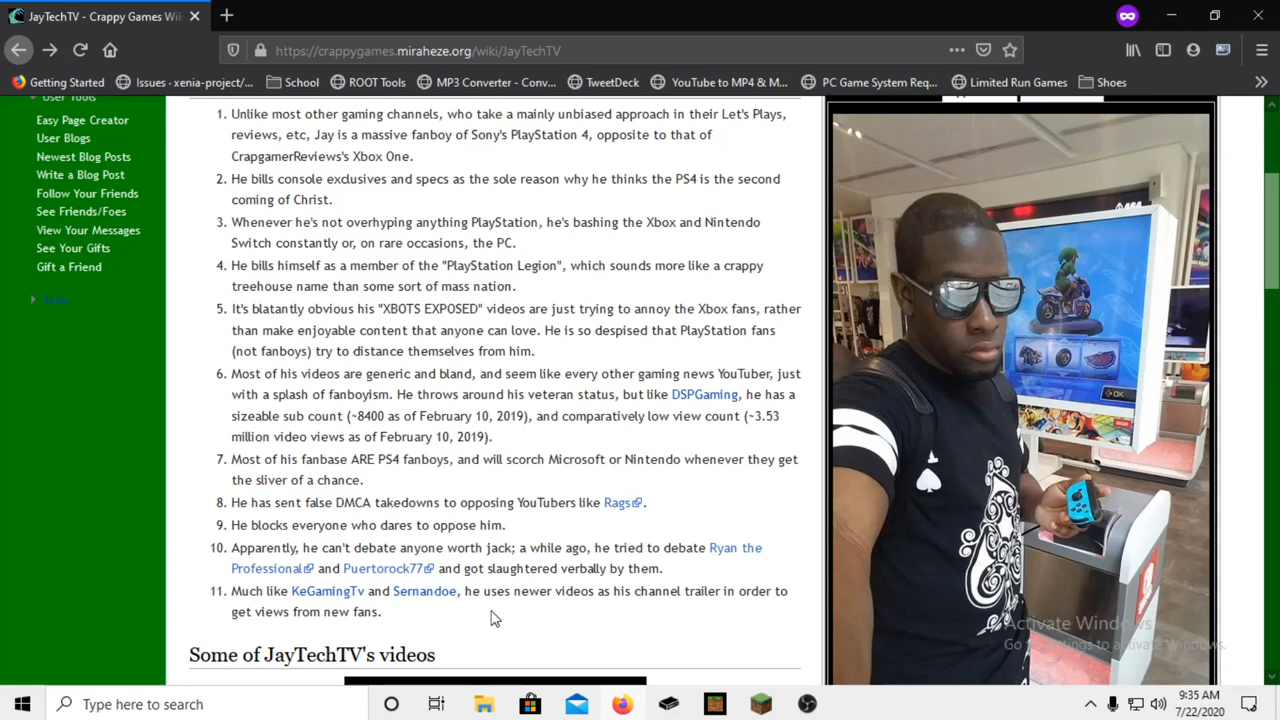 JayTechTV - Crappy Games Wik
https://crappygames.miraheze.org/wiki/JayTechTV
Getting Started
Issues · xenia-project/...
School
ROOT Tools
MP3 Converter - Conv...
TweetDeck
YouTube to MP4 & M...
PC Game System Req...
Limited Run Games
Shoes
User Tools
Easy Page Creator
User Blogs
Newest Blog Posts
Write a Blog Post
Follow Your Friends
See Friends/Foes
View Your Messages
See Your Gifts
Gift a Friend
1. Unlike most other gaming channels, who take a mainly unbiased approach in their Let's Plays,
reviews, etc, Jay is a massive fanboy of Sony's PlayStation 4, opposite to that of
CrapgamerReviews's Xbox One.
2. He bills console exclusives and specs as the sole reason why he thinks the PS4 is the second
coming of Christ.
3. Whenever he's not overhyping anything PlayStation, he's bashing the Xbox and Nintendo
Switch constantly or, on rare occasions, the PC.
4. He bills himself as a member of the "PlayStation Legion", which sounds more like a crappy
treehouse name than some sort of mass nation.
5. It's blatantly obvious his "XBOTS EXPOSED" videos are just trying to annoy the Xbox fans, rather
than make enjoyable content that anyone can love. He is so despised that PlayStation fans
(not fanboys) try to distance themselves from him.
6. Most of his videos are generic and bland, and seem like every other gaming news YouTuber, just
with a splash of fanboyism. He throws around his veteran status, but like DSPGaming, he has a
sizeable sub count (~8400 as of February 10, 2019), and comparatively low view count (~3.53
million video views as of February 10, 2019).
7. Most of his fanbase ARE PS4 fanboys, and will scorch Microsoft or Nintendo whenever they get
the sliver of a chance.
8. He has sent false DMCA takedowns to opposing YouTubers like Rags.
9. He blocks everyone who dares to oppose him.
10. Apparently, he can't debate anyone worth jack; a while ago, he tried to debate Ryan the
Professional and Puertorock77 and got slaughtered verbally by them.
11. Much like KeGamingTv and Sernandoe, he uses newer videos as his channel trailer in order to
get views from new fans.
Some of JayTechTV's videos
OK
Activate Windows
Go to Settings to activate Windows.
Type here to search
9:35 AM
7/22/2020